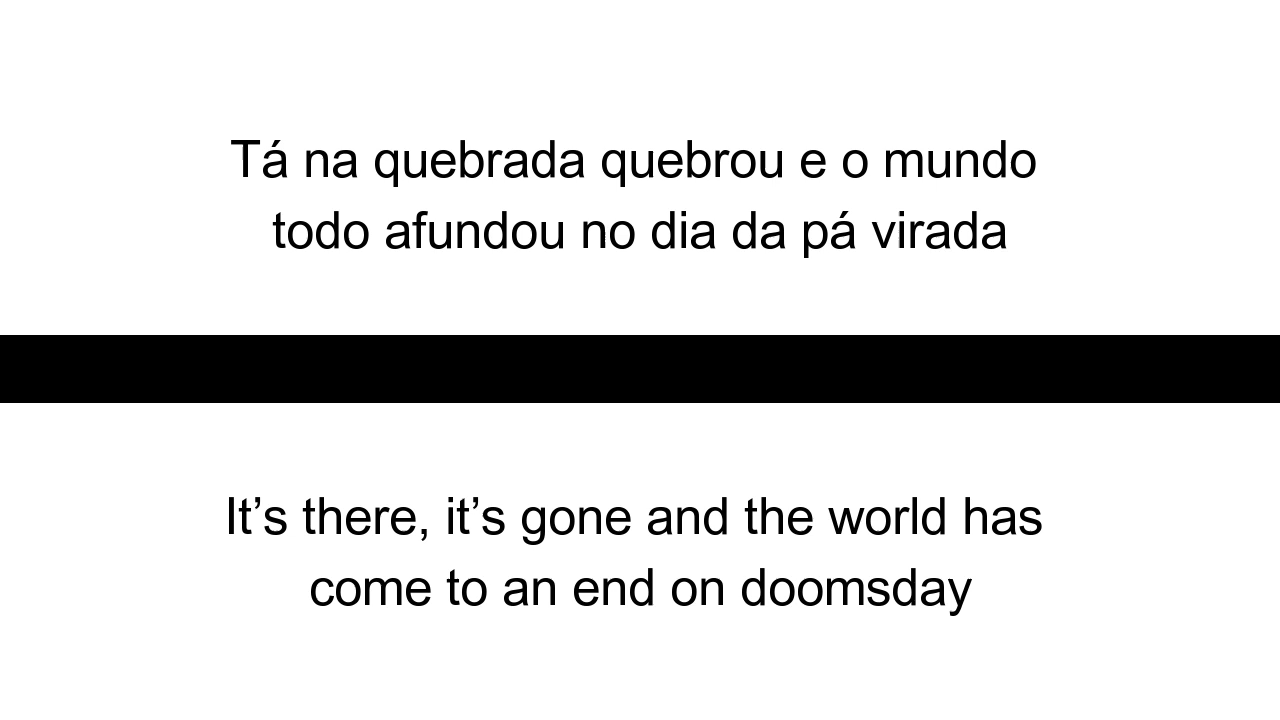 Tá na quebrada quebrou e o mundo
todo afundou no dia da pá virada
It’s there, it’s gone and the world has
come to an end on doomsday